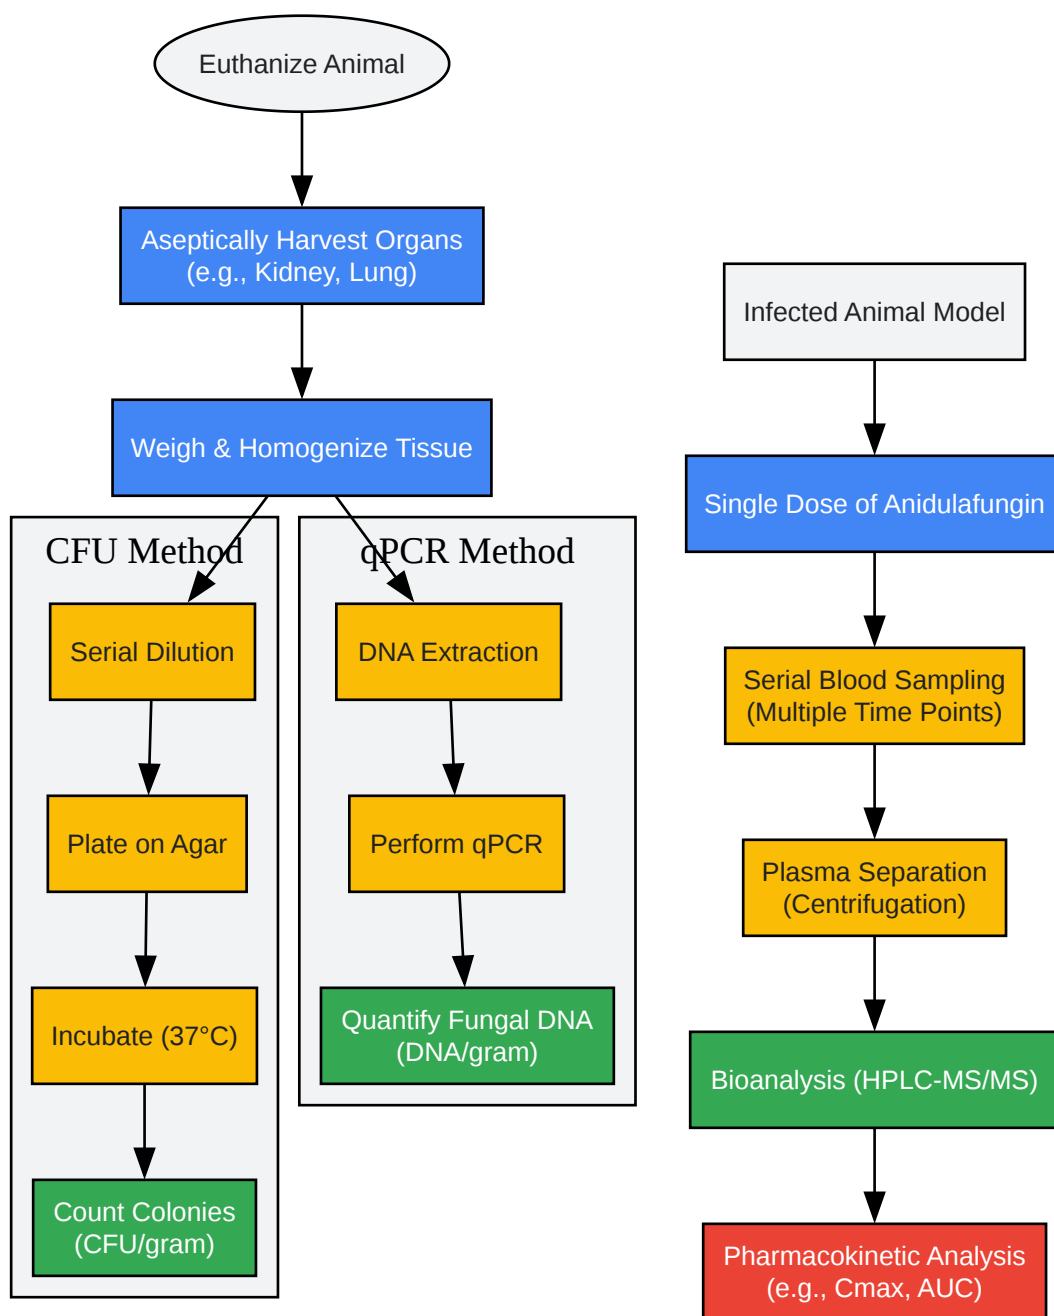 Euthanize Animal
Aseptically Harvest Organs
(e.g., Kidney, Lung)
Weigh & Homogenize Tissue
CFU Method
Serial Dilution
Plate on Agar
Incubate (37°C)
Count Colonies
(CFU/gram)
qPCR Method
DNA Extraction
Perform qPCR
Quantify Fungal DNA
(DNA/gram)
Infected Animal Model
Single Dose of Anidulafungin
Serial Blood Sampling
(Multiple Time Points)
Plasma Separation
(Centrifugation)
Bioanalysis (HPLC-MS/MS)
Pharmacokinetic Analysis
(e.g., Cmax, AUC)